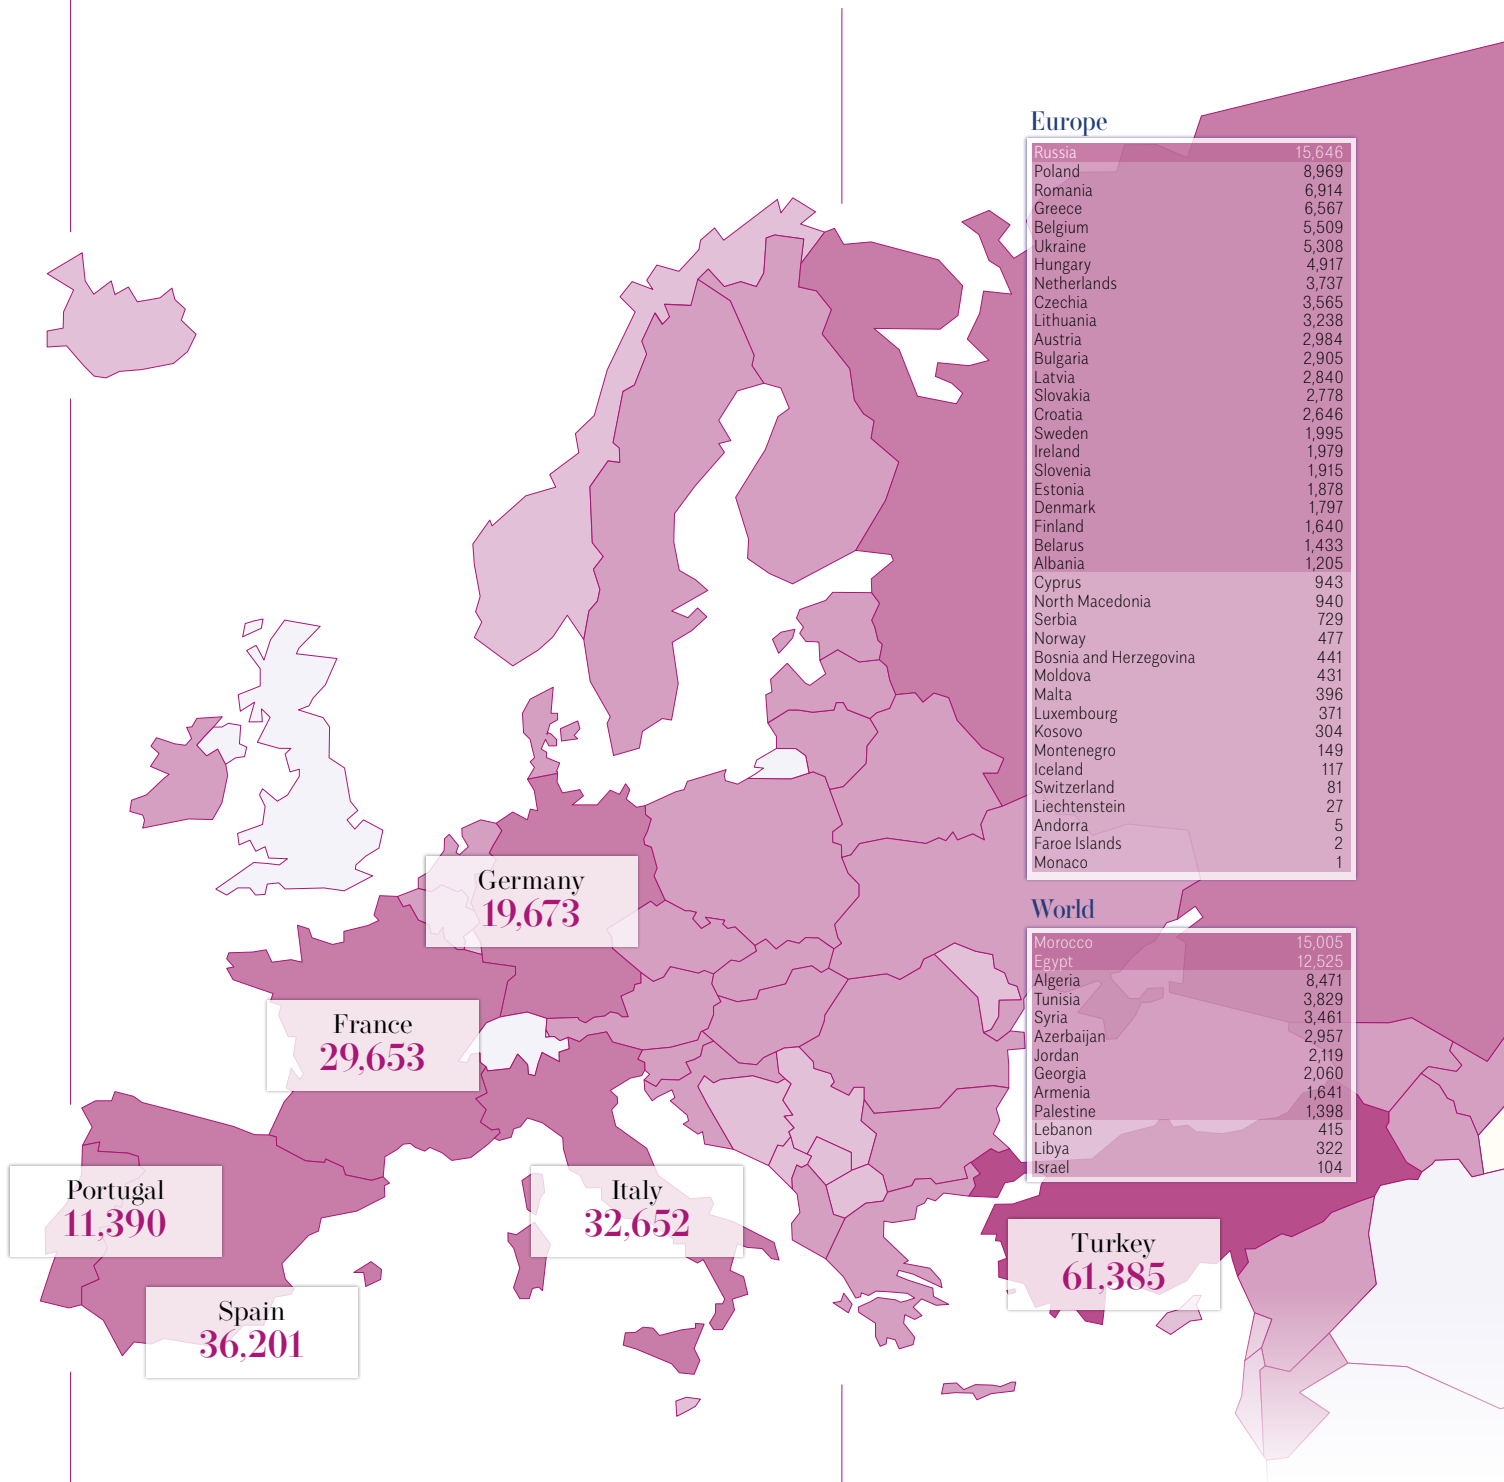 Europe
Russia 15,646
Poland 8,969
Romania 6,914
Greece 6,567
Belgium 5,509
Ukraine 5,308
Hungary 4,917
Netherlands 3,737
Czechia 3,565
Lithuania 3,238
Austria 2,984
Bulgaria 2,905
Latvia 2,840
Slovakia 2,778
Croatia 2,646
Sweden 1,995
Ireland 1,979
Slovenia 1,915
Estonia 1,878
Denmark 1,797
Finland 1,640
Belarus 1,433
Albania 1,205
Cyprus 943
North Macedonia 940
Serbia 729
Norway 477
Bosnia and Herzegovina 441
Moldova 431
Malta 396
Luxembourg 371
Kosovo 304
Montenegro 149
Iceland 117
Switzerland 81
Liechtenstein 27
Andorra 5
Faroe Islands 2
Monaco 1
World
Morocco 15,005
Egypt 12,525
Algeria 8,471
Tunisia 3,829
Syria 3,461
Azerbaijan 2,957
Jordan 2,119
Georgia 2,060
Armenia 1,641
Palestine 1,398
Lebanon 415
Libya 322
Israel 104
Germany
19,673
France
29,653
Portugal
11,390
Italy
32,652
Turkey
61,385
Spain
36,201